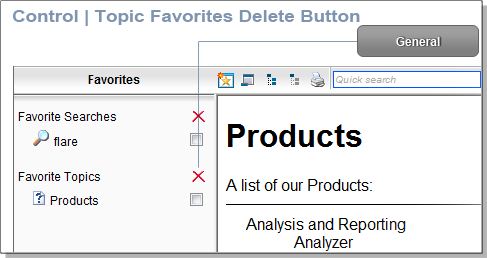 Control | Topic Favorites Delete Button
General
Favorites
Quick search
Favorite Searches
flare
Favorite Topics
Products
Products
A list of our Products:
Analysis and Reporting
Analyzer